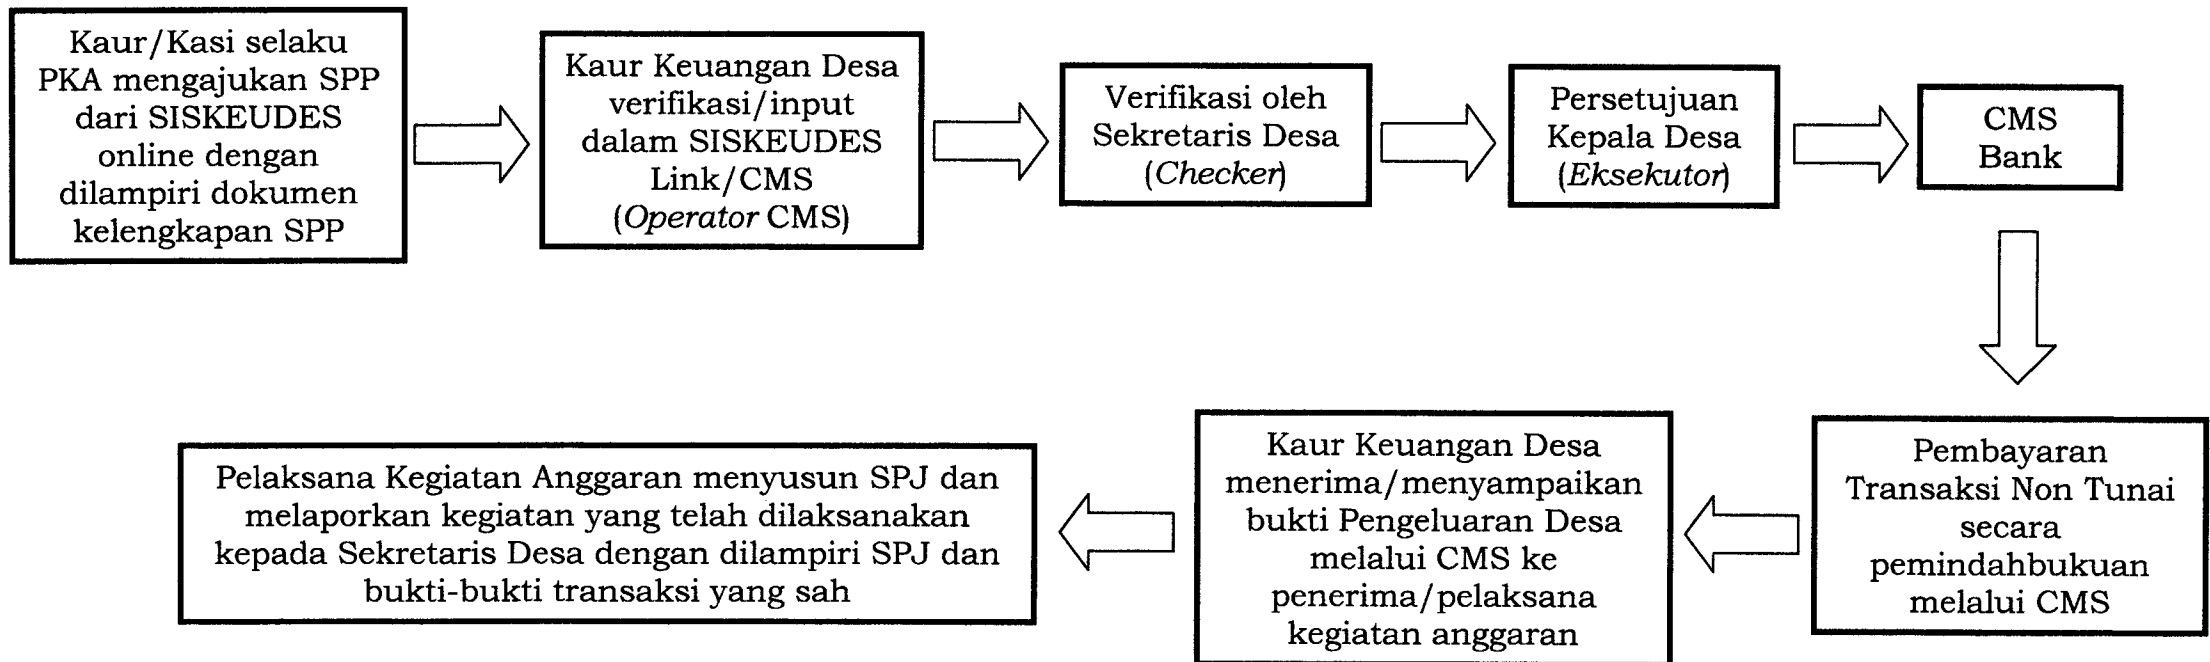 Kaur/Kasi selaku
PKA mengajukan SPP
dari SISKEUDES
online dengan
dilampiri dokumen
kelengkapan SPP
Kaur Keuangan Desa
verifikasi/input
dalam SISKEUDES
Link/CMS
(Operator CMS)
Verifikasi oleh
Sekretaris Desa
(Checker)
Persetujuan
Kepala Desa
(Eksekutor)
CMS
Bank
Pembayaran
Transaksi Non Tunai
secara
pemindahbukuan
melalui CMS
Kaur Keuangan Desa
menerima/menyampaikan
bukti Pengeluaran Desa
melalui CMS ke
penerima/pelaksana
kegiatan anggaran
Pelaksana Kegiatan Anggaran menyusun SPJ dan
melaporkan kegiatan yang telah dilaksanakan
kepada Sekretaris Desa dengan dilampiri SPJ dan
bukti-bukti transaksi yang sah